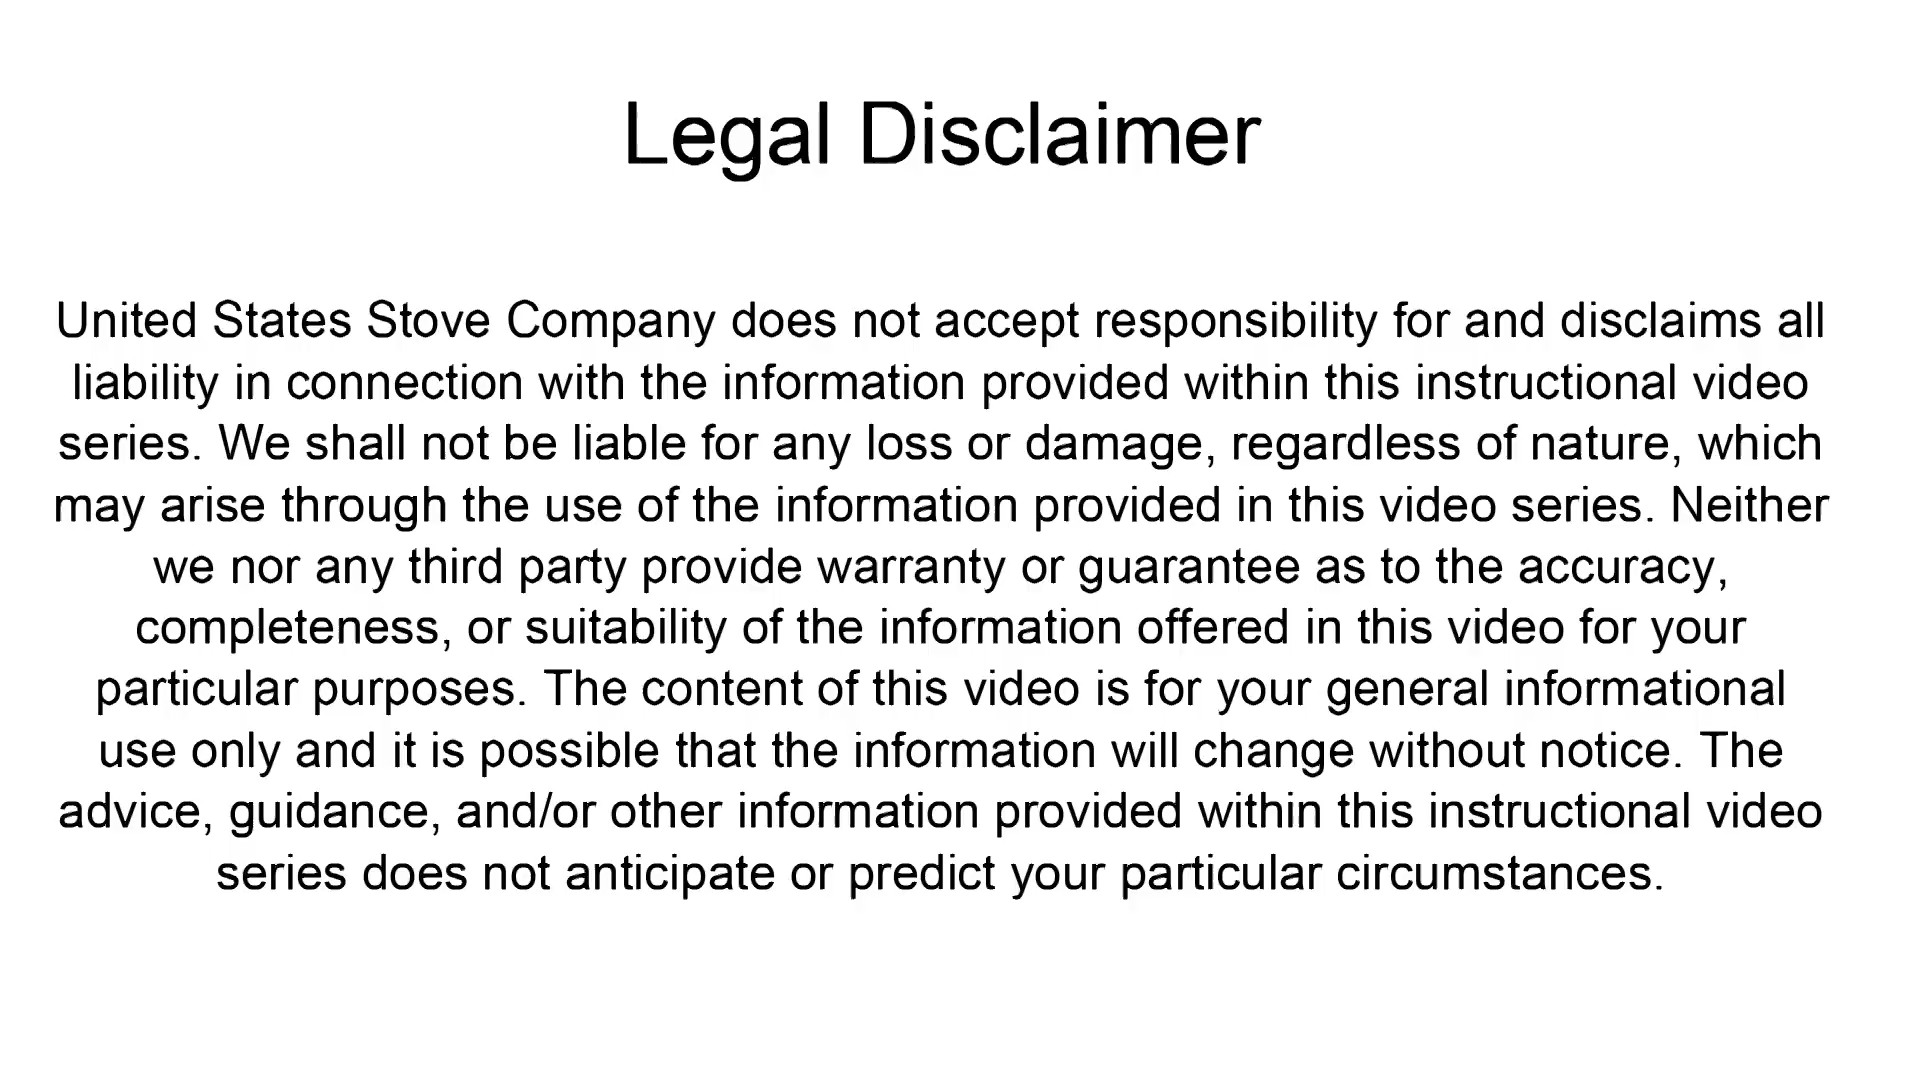 Legal Disclaimer
United States Stove Company does not accept responsibility for and disclaims all
liability in connection with the information provided within this instructional video
series. We shall not be liable for any loss or damage, regardless of nature, which
may arise through the use of the information provided in this video series. Neither
we nor any third party provide warranty or guarantee as to the accuracy,
completeness, or suitability of the information offered in this video for your
particular purposes. The content of this video is for your general informational
use only and it is possible that the information will change without notice. The
advice, guidance, and/or other information provided within this instructional video
series does not anticipate or predict your particular circumstances.